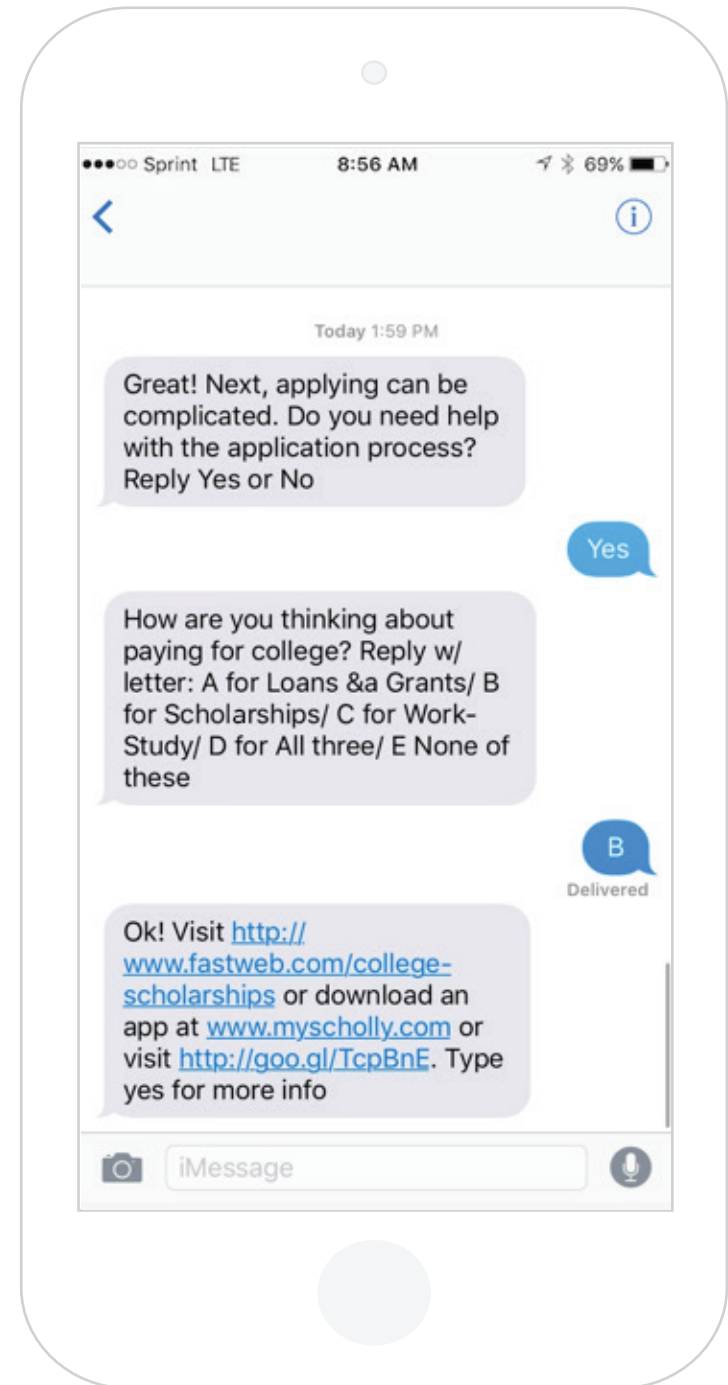 Sprint LTE 8:56 AM 69%
Today 1:59 PM
Great! Next, applying can be
complicated. Do you need help
with the application process?
Reply Yes or No
Yes
How are you thinking about
paying for college? Reply w/
letter: A for Loans &a Grants/ B
for Scholarships/ C for Work-
Study/ D for All three/ E None of
these
B
Delivered
Ok! Visit http://
www.fastweb.com/college-
scholarships or download an
app at www.myscholly.com or
visit http://goo.gl/TcpBnE. Type
yes for more info
iMessage